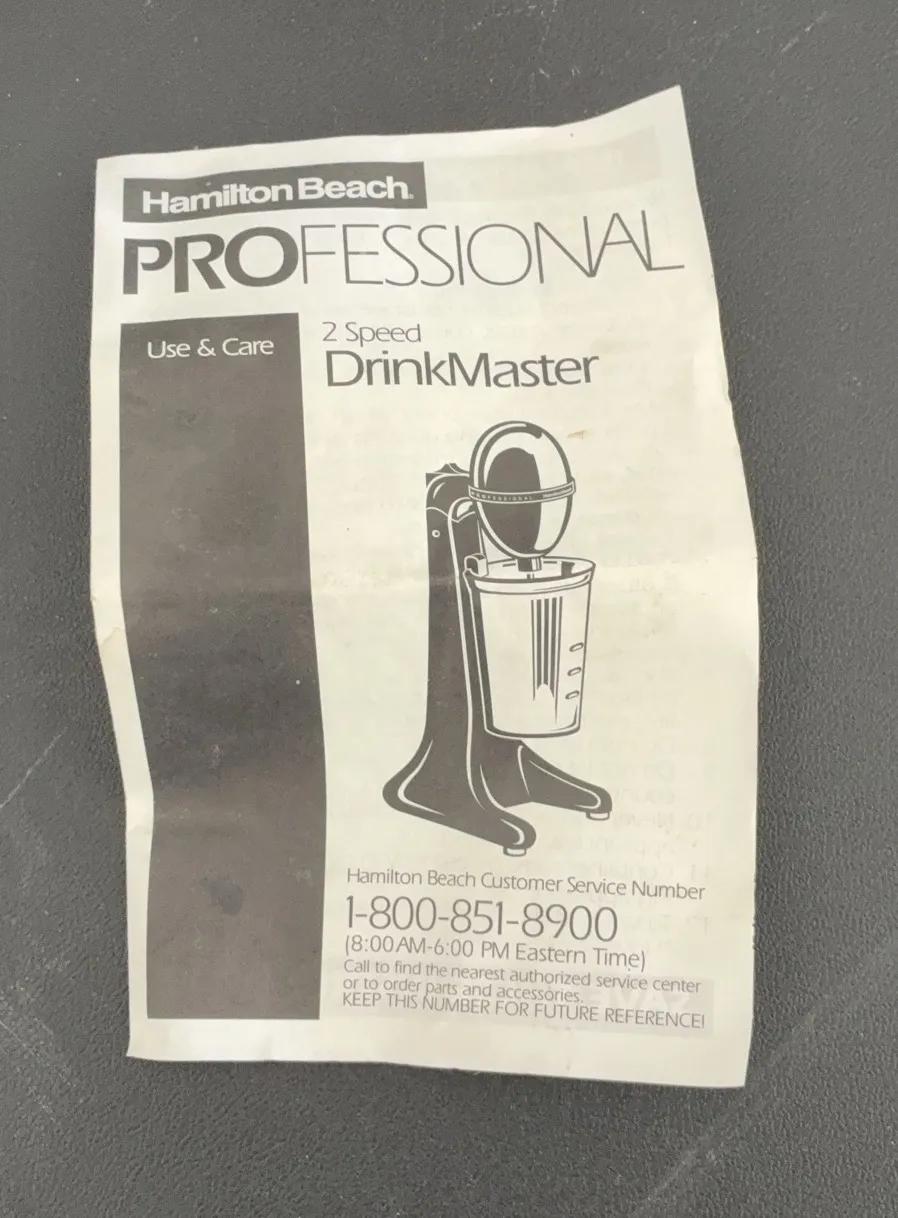 Hamilton Beach®
PROFESSIONAL
Use & Care
2 Speed
DrinkMaster
PROFESSIONAL
Hamilton Beach Customer Service Number
1-800-851-8900
(8:00 AM-6:00 PM Eastern Time)
Call to find the nearest authorized service center
or to order parts and accessories.
KEEP THIS NUMBER FOR FUTURE REFERENCE!